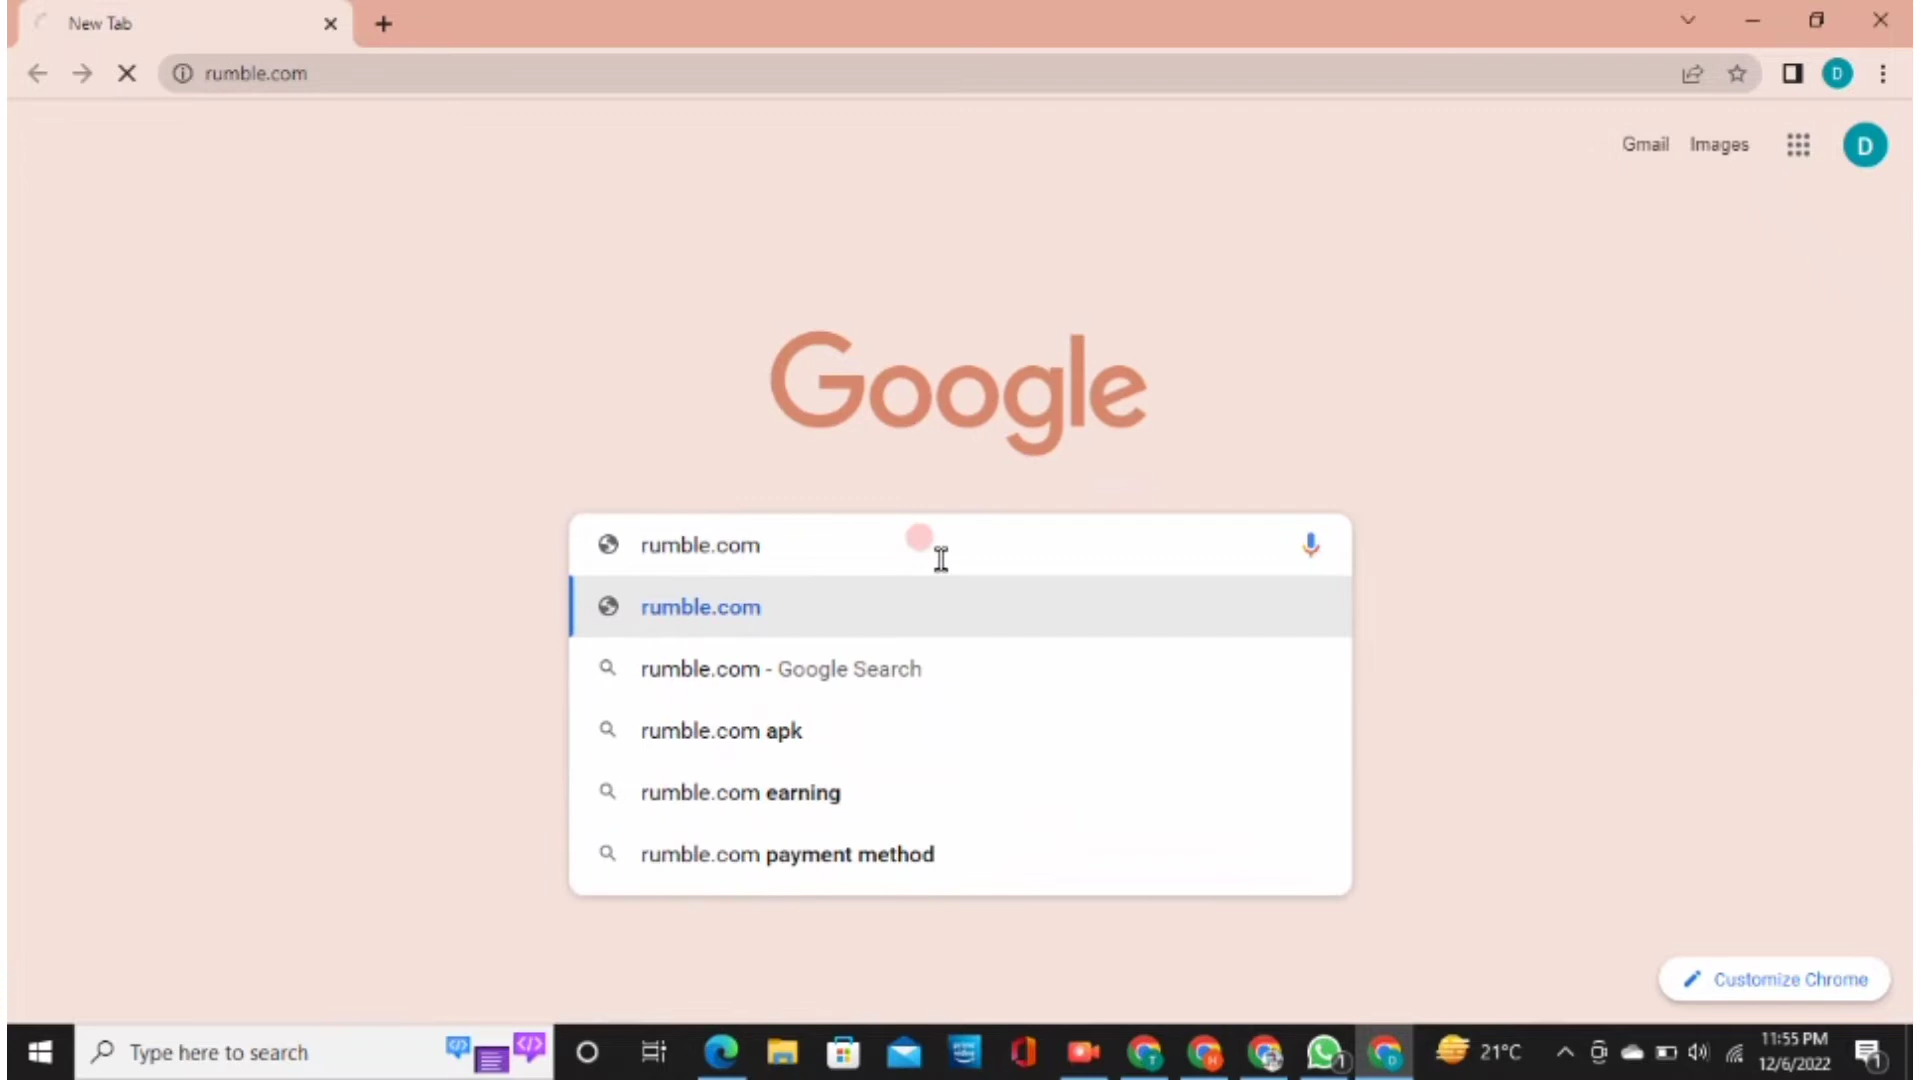 New Tab
rumble.com
D
Gmail Images
D
Google
rumble.com
rumble.com
rumble.com - Google Search
rumble.com apk
rumble.com earning
rumble.com payment method
Customize Chrome
Type here to search
T
H
1
D
21°C
11:55 PM
12/6/2022
1